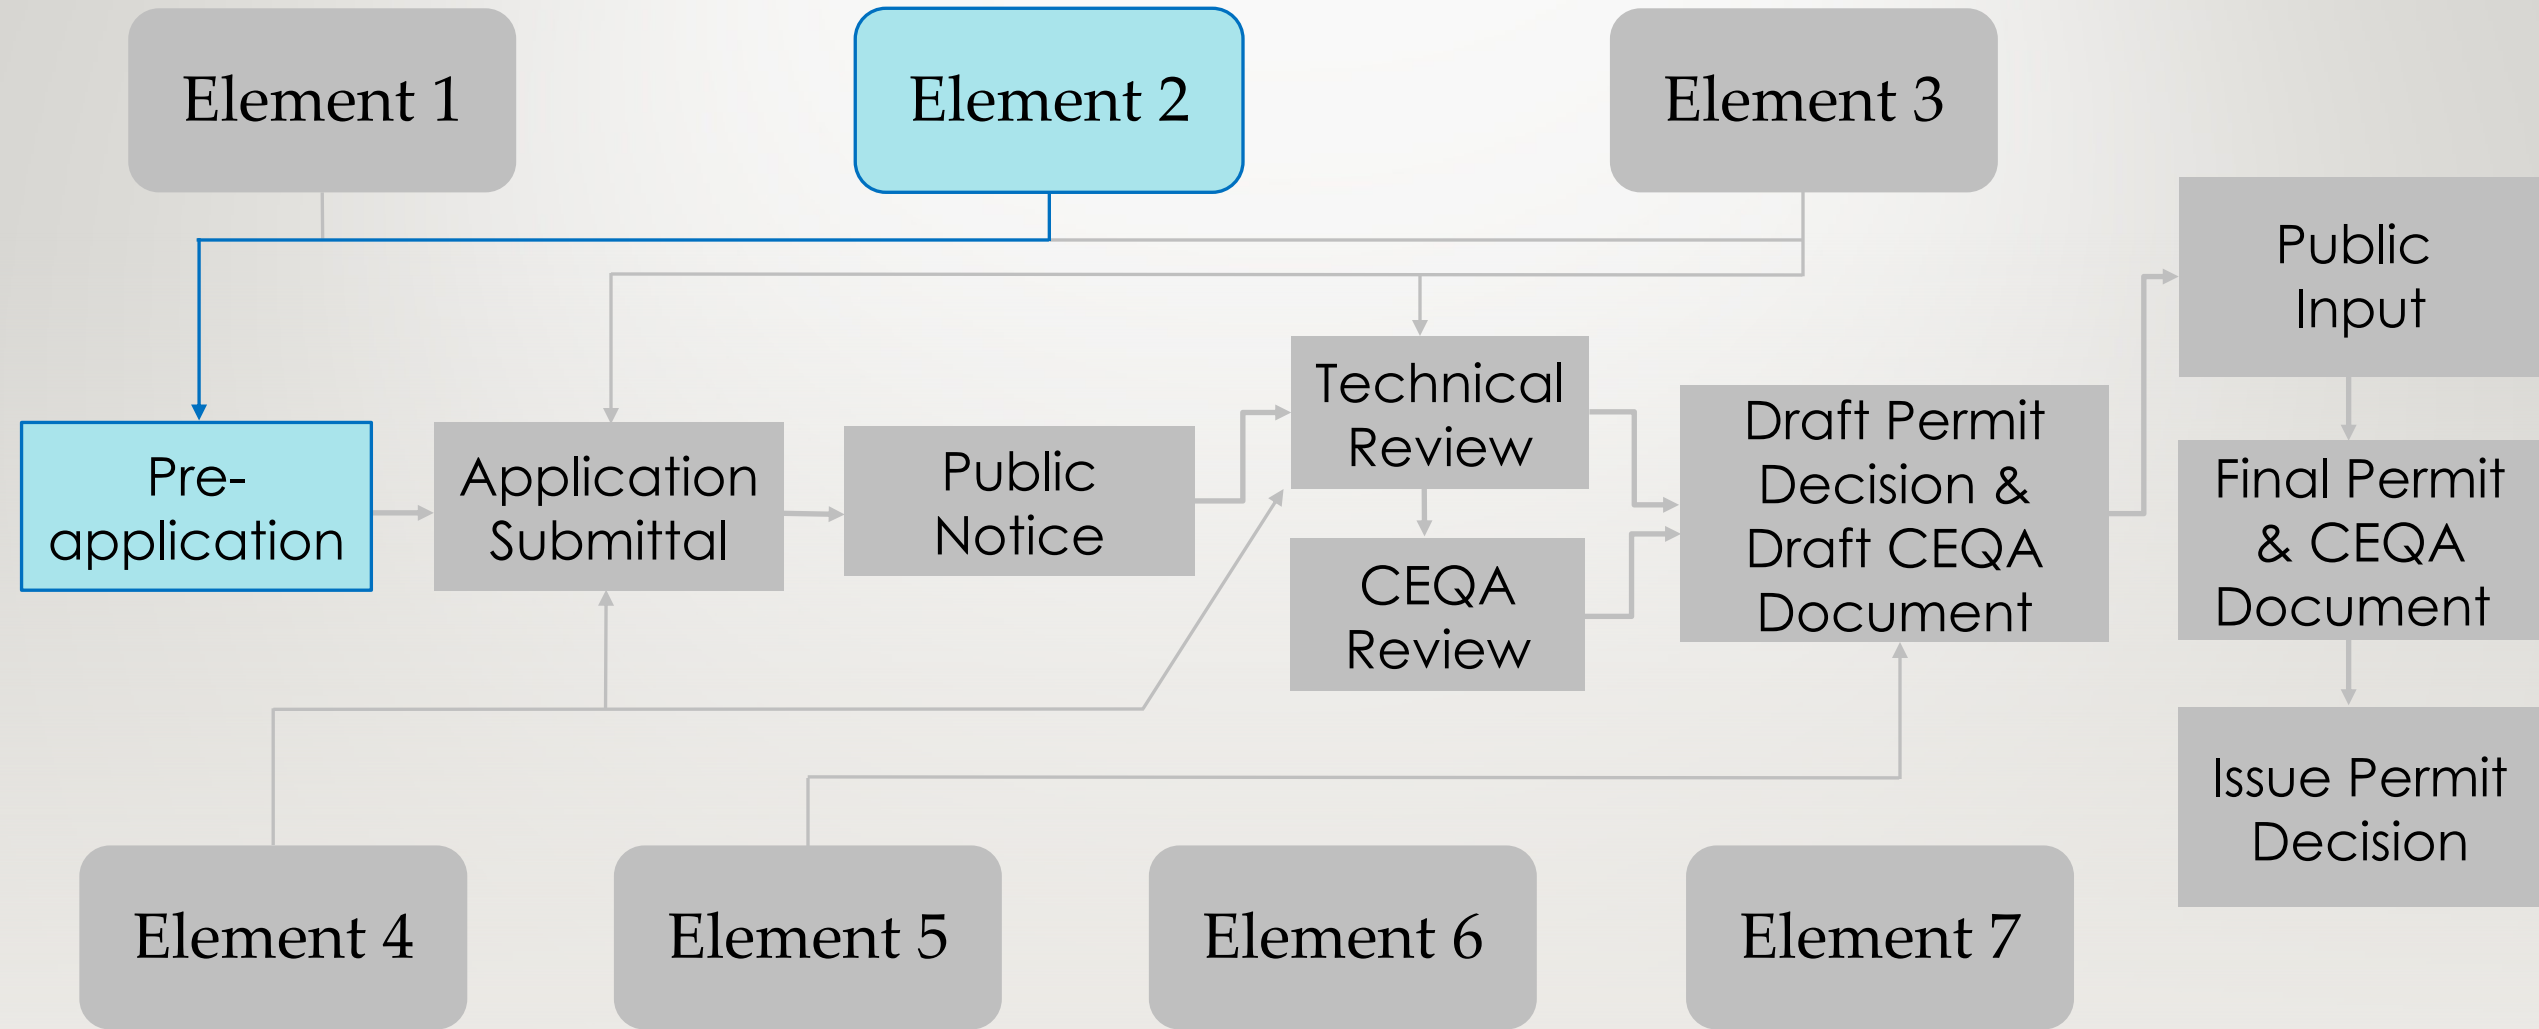 Element 1
Element 2
Element 3
Pre-
application
Application
Submittal
Public
Notice
Technical
Review
CEQA
Review
Draft Permit
Decision &
Draft CEQA
Document
Public
Input
Final Permit
& CEQA
Document
Issue Permit
Decision
Element 4
Element 5
Element 6
Element 7